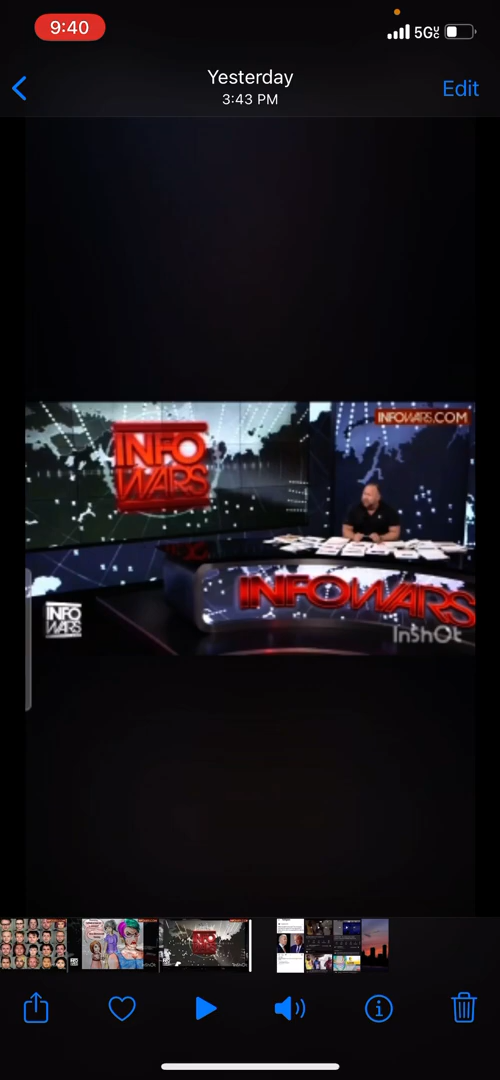 9:40
5G
Yesterday
3:43 PM
Edit
INFOWARS.COM
INFO
WARS
INFOWARS
INFO
WARS
InShOt